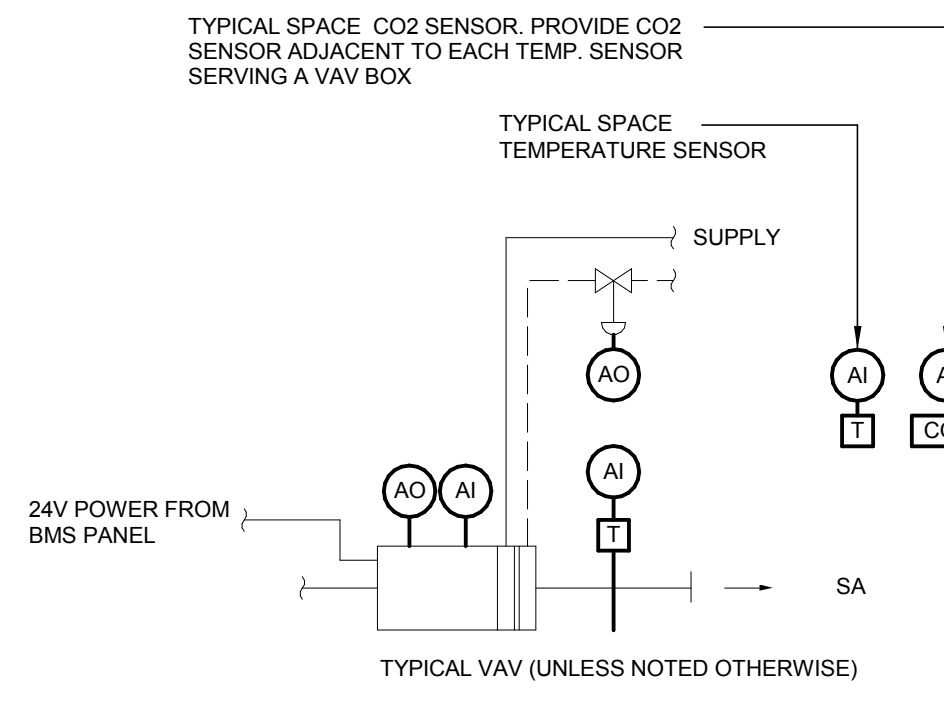 TYPICAL SPACE CO2 SENSOR. PROVIDE CO2
SENSOR ADJACENT TO EACH TEMP. SENSOR
SERVING A VAV BOX
TYPICAL SPACE
TEMPERATURE SENSOR
SUPPLY
AO
AI
T
AI
AO
AI
T
24V POWER FROM
BMS PANEL
SA
TYPICAL VAV (UNLESS NOTED OTHERWISE)